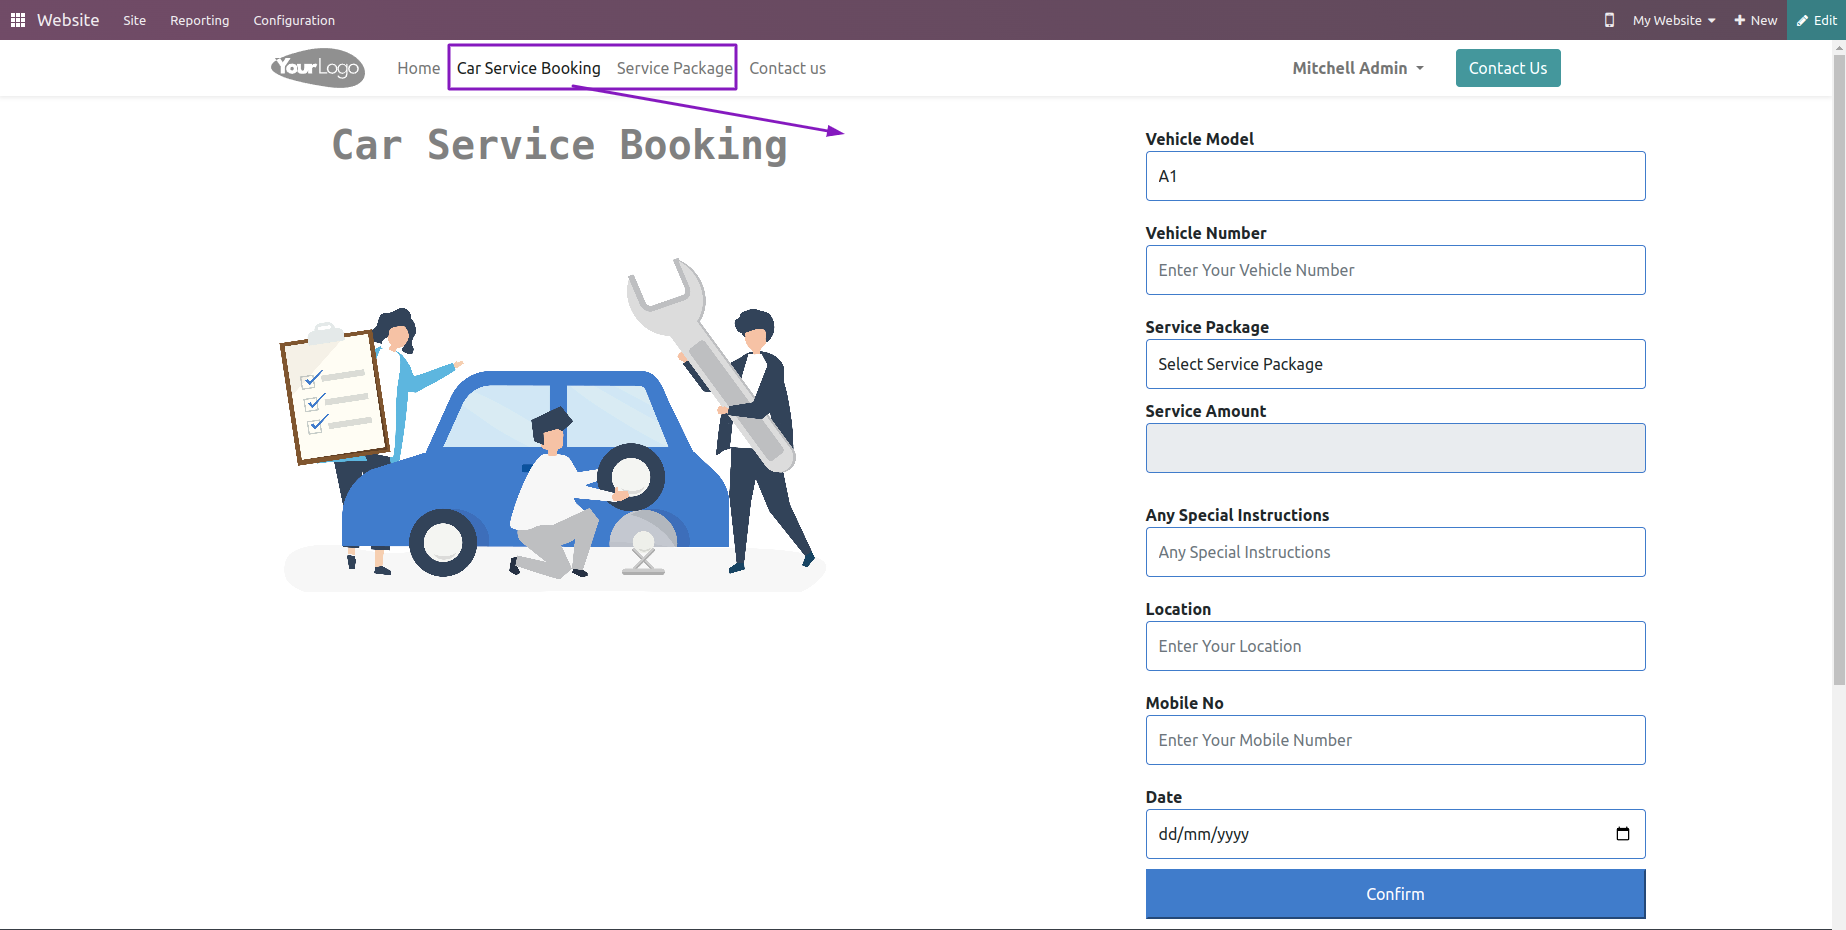 Website Site Reporting Configuration My Website New Edit
YourLogo Home Car Service Booking Service Package Contact us Mitchell Admin Contact Us
Car Service Booking
Vehicle Model
A1
Vehicle Number
Enter Your Vehicle Number
Service Package
Select Service Package
Service Amount
Any Special Instructions
Any Special Instructions
Location
Enter Your Location
Mobile No
Enter Your Mobile Number
Date
dd/mm/yyyy
Confirm